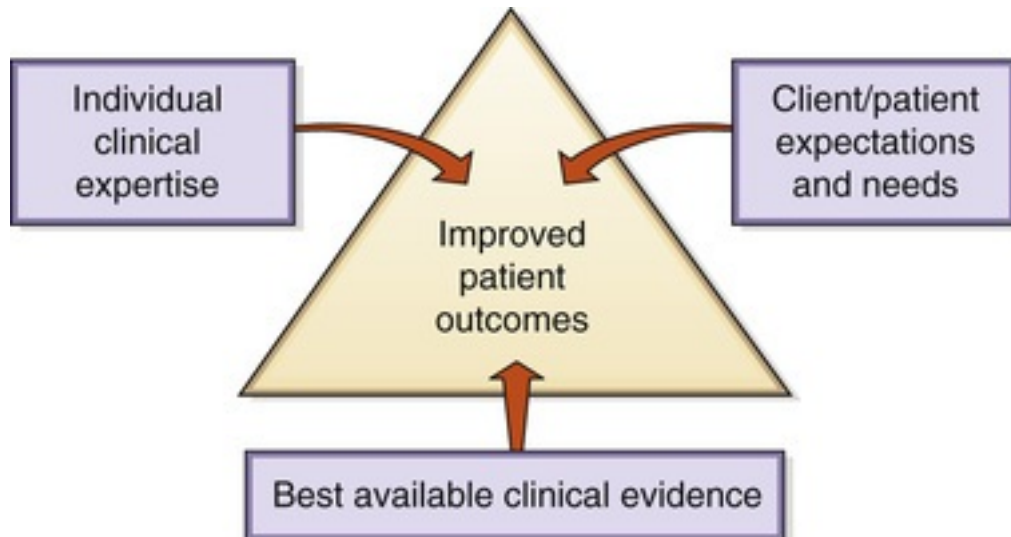 Individual
clinical
expertise
Client/patient
expectations
and needs
Improved
patient
outcomes
Best available clinical evidence